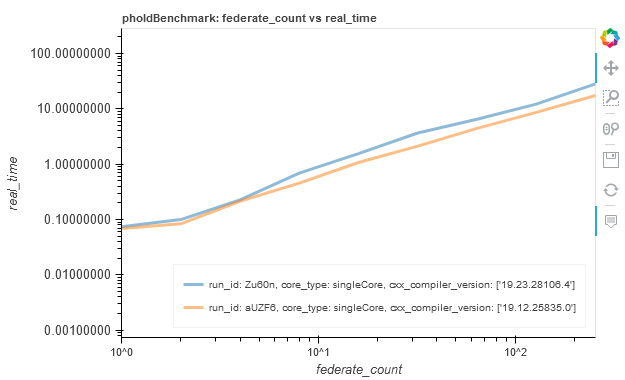 pholdBenchmark: federate_count vs real_time
100.00000000
10.00000000
1.00000000
0.10000000
0.01000000
0.00100000
real_time
run_id: Zu60n, core_type: singleCore, cxx_compiler_version: ['19.23.28106.4']
run_id: aUZF6, core_type: singleCore, cxx_compiler_version: ['19.12.25835.0']
10^0
10^1
10^2
federate_count